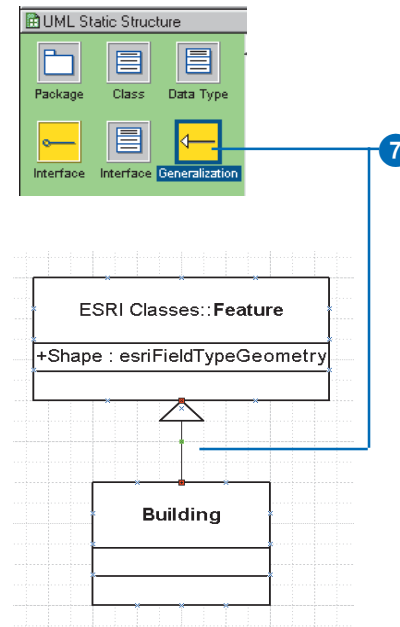 UML Static Structure
Package Class Data Type
Interface Interface Generalization
7
ESRI Classes::Feature
+Shape : esriFieldTypeGeometry
Building